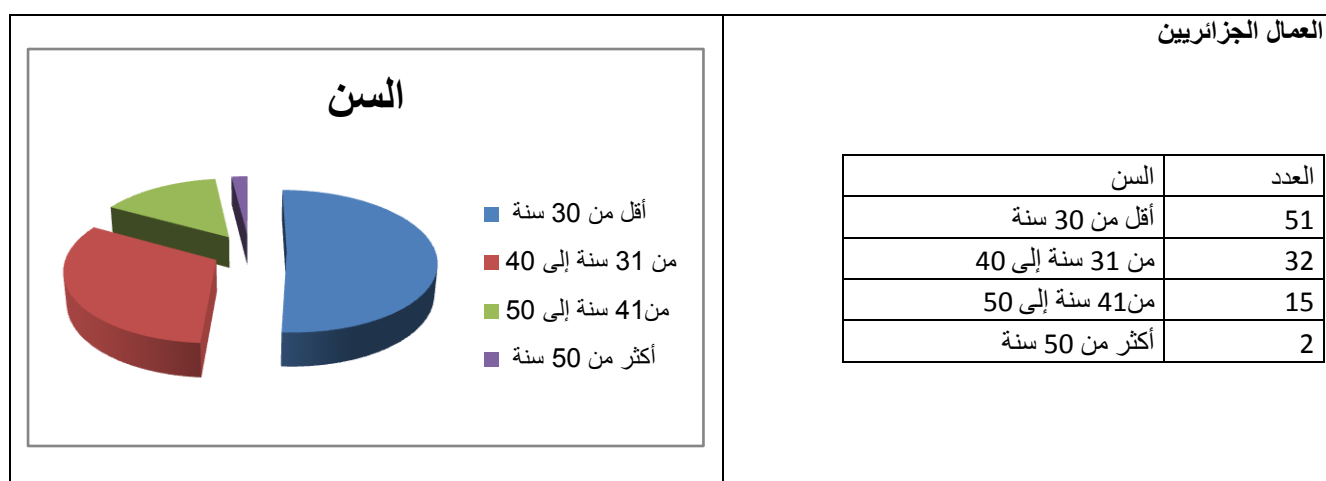 العمال الجزائريين
العدد السن
51 أقل من 30 سنة
32 من 31 سنة إلى 40
15 من41 سنة إلى 50
2 أكثر من 50 سنة
السن
أقل من 30 سنة
من 31 سنة إلى 40
من41 سنة إلى 50
أكثر من 50 سنة